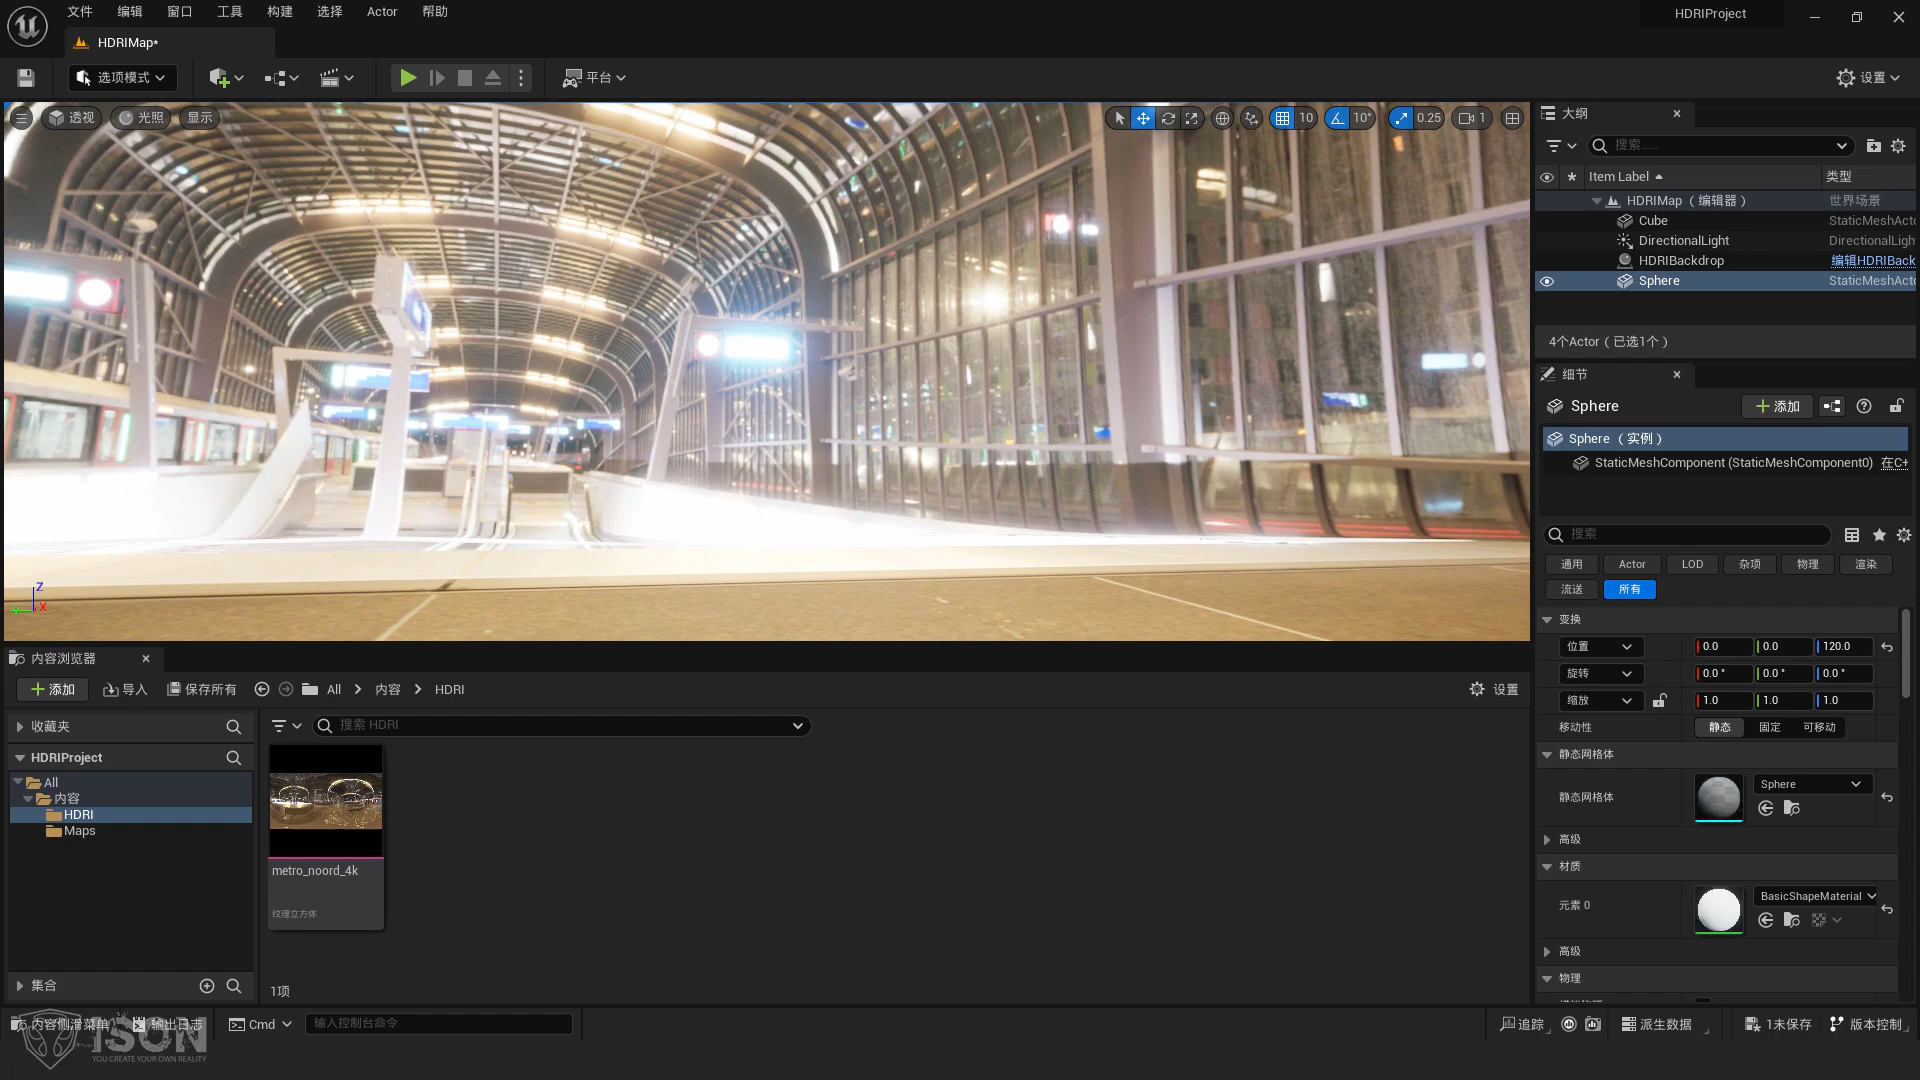 文件 编辑 窗口 工具 构建 选择 Actor 帮助
HDRIProject
HDRIMap*
选项模式
平台
设置
透视 光照 显示
10 10° 0.25 1
大纲
搜索......
Item Label 类型
HDRIMap（编辑器） 世界场景
Cube StaticMeshActo
DirectionalLight DirectionalLigh
HDRIBackdrop 编辑HDRIBack
Sphere StaticMeshActo
4个Actor（已选1个）
细节
Sphere 添加
Sphere （实例）
StaticMeshComponent (StaticMeshComponent0) 在C+
搜索
通用 Actor LOD 杂项 物理 渲染
流送 所有
变换
位置 0.0 0.0 120.0
旋转 0.0 ° 0.0 ° 0.0 °
缩放 1.0 1.0 1.0
移动性 静态 固定 可移动
静态网格体
静态网格体 Sphere
高级
材质
元素 0 BasicShapeMaterial
高级
物理
Z
X
内容浏览器
添加 导入 保存所有 All 内容 HDRI 设置
收藏夹
搜索 HDRI
HDRIProject
All
内容
HDRI
Maps
metro_noord_4k
纹理立方体
集合
1项
内容侧滑菜单 输出日志 Cmd 输入控制台命令
追踪 派生数据 1未保存 版本控制
ISON
YOU CREATE YOUR OWN REALITY